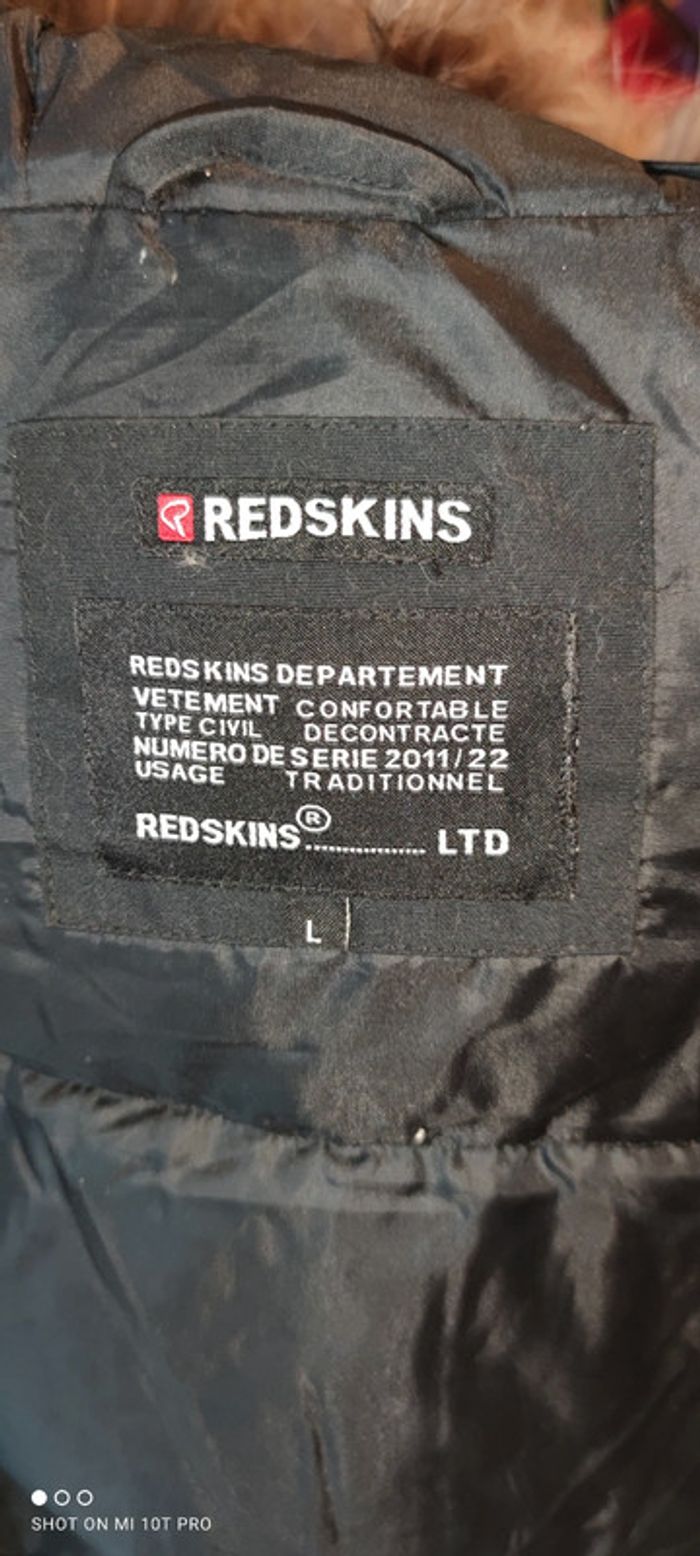 REDSKINS
REDSKINS DEPARTEMENT
VETEMENT CONFORTABLE
TYPE CIVIL DECONTRACTE
NUMERO DE SERIE 2011/22
USAGE TRADITIONNEL
REDSKINS®................. LTD
L
SHOT ON MI 10T PRO